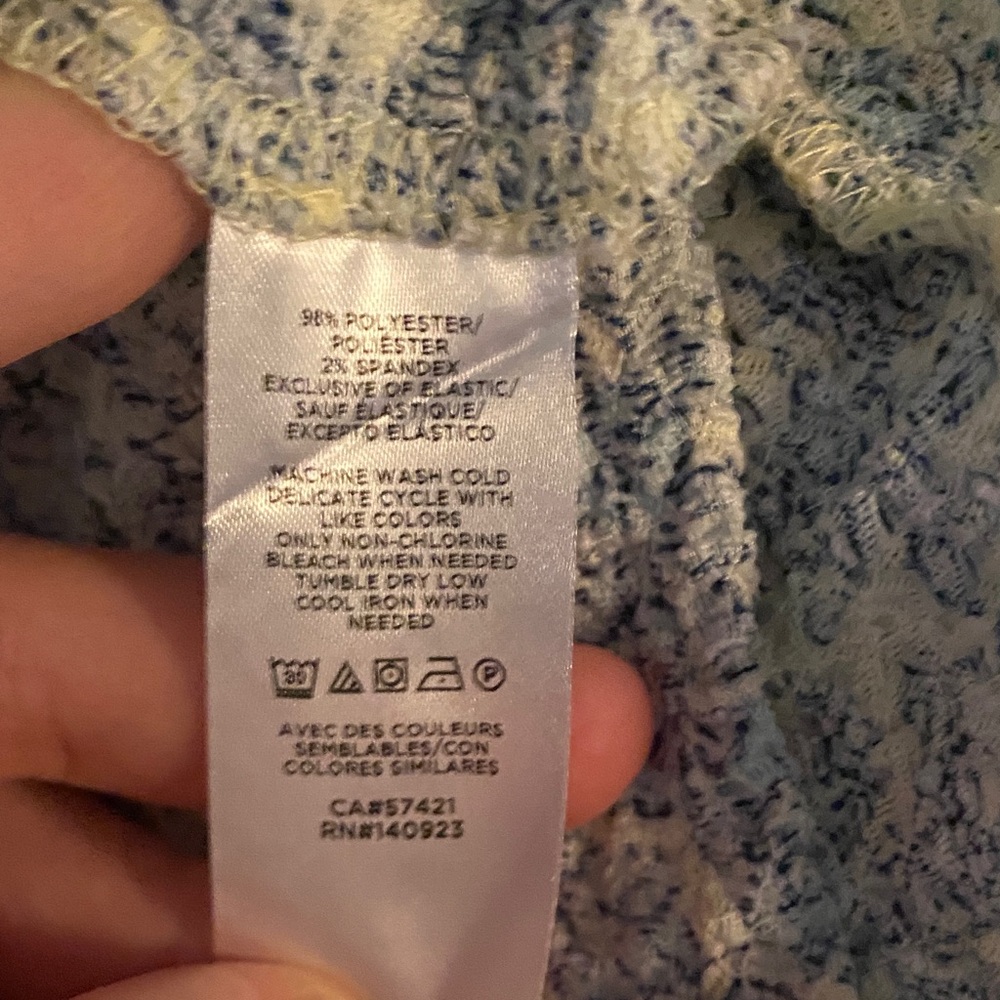 98% POLYESTER/
POLIESTER
2% SPANDEX
EXCLUSIVE OF ELASTIC/
SAUF ÉLASTIQUE/
EXCEPTO ELÁSTICO
MACHINE WASH COLD
DELICATE CYCLE WITH
LIKE COLORS
ONLY NON-CHLORINE
BLEACH WHEN NEEDED
TUMBLE DRY LOW
COOL IRON WHEN
NEEDED
30 P
AVEC DES COULEURS
SEMBLABLES/CON
COLORES SIMILARES
CA#57421
RN#140923